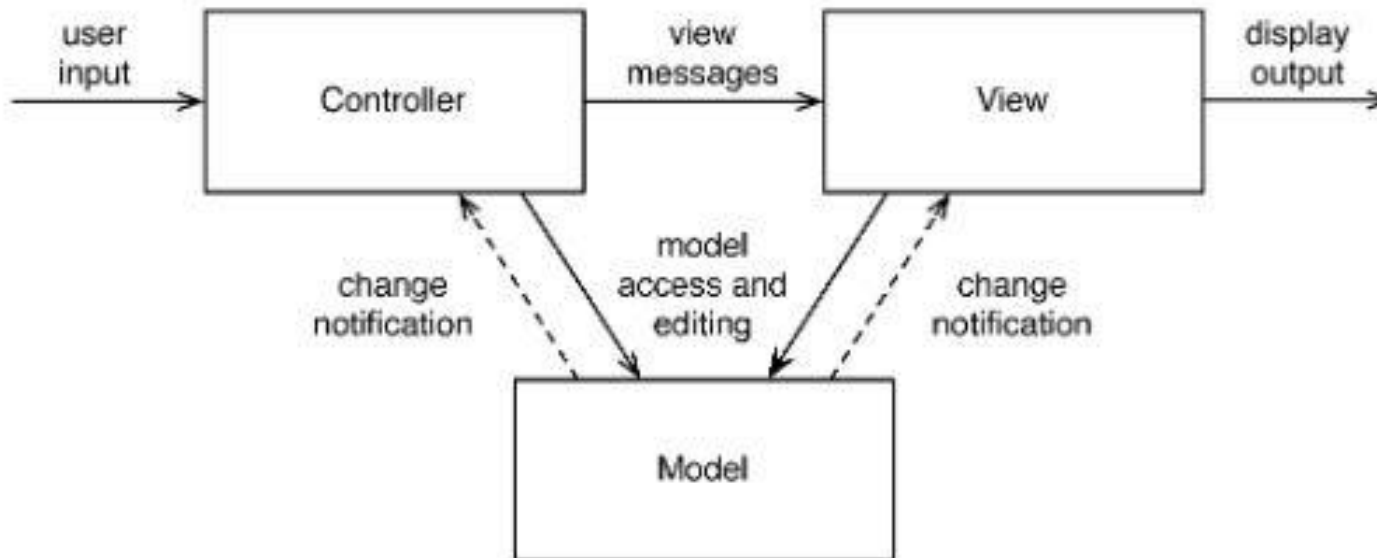 user
input
Controller
view
messages
View
display
output
change
notification
model
access and
editing
change
notification
Model